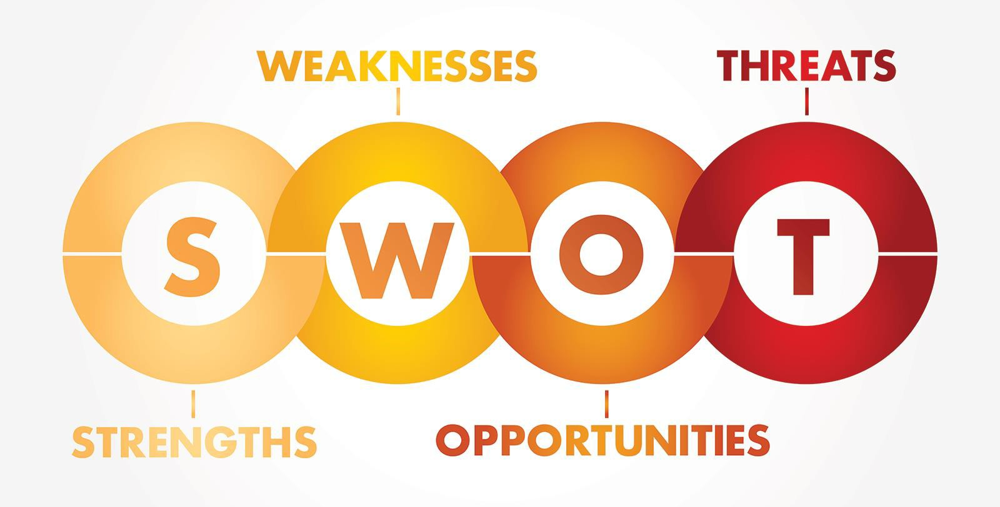 WEAKNESSES
THREATS
S
W
O
T
STRENGTHS
OPPORTUNITIES